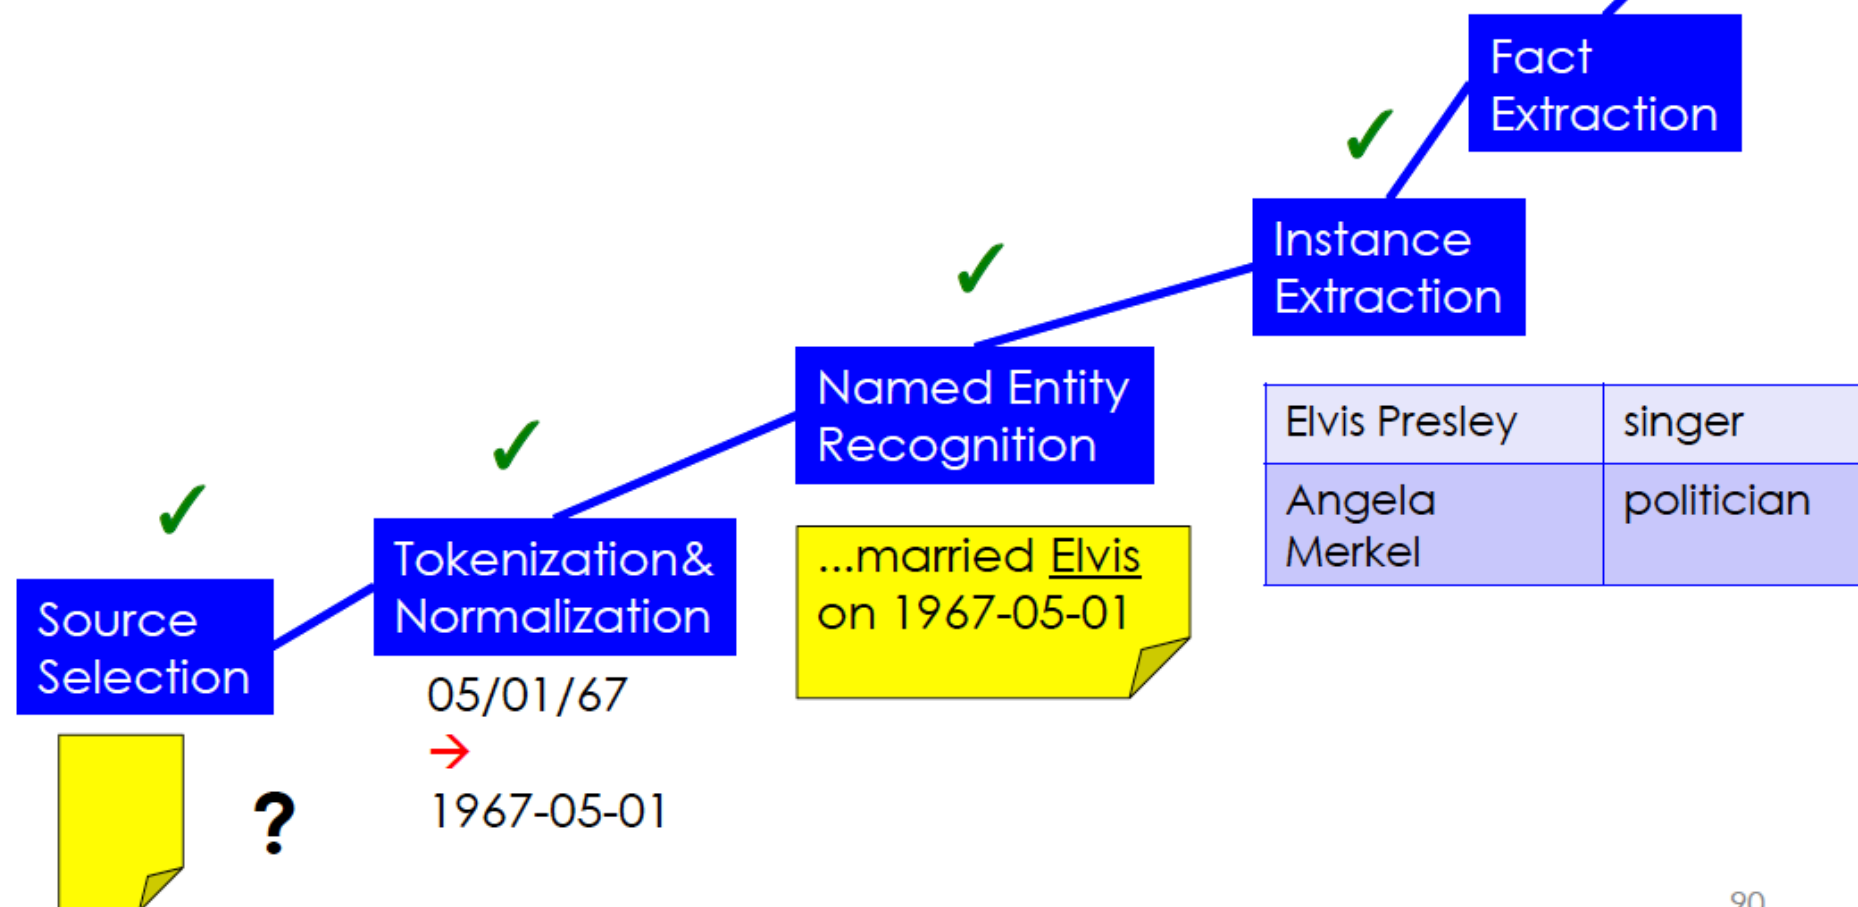 Fact
Extraction
✓
Instance
Extraction
✓
Named Entity
Recognition
Elvis Presley singer
Angela politician
Merkel
✓
Tokenization&
Normalization
...married Elvis
on 1967-05-01
✓
Source
Selection
05/01/67
→
1967-05-01
?
90